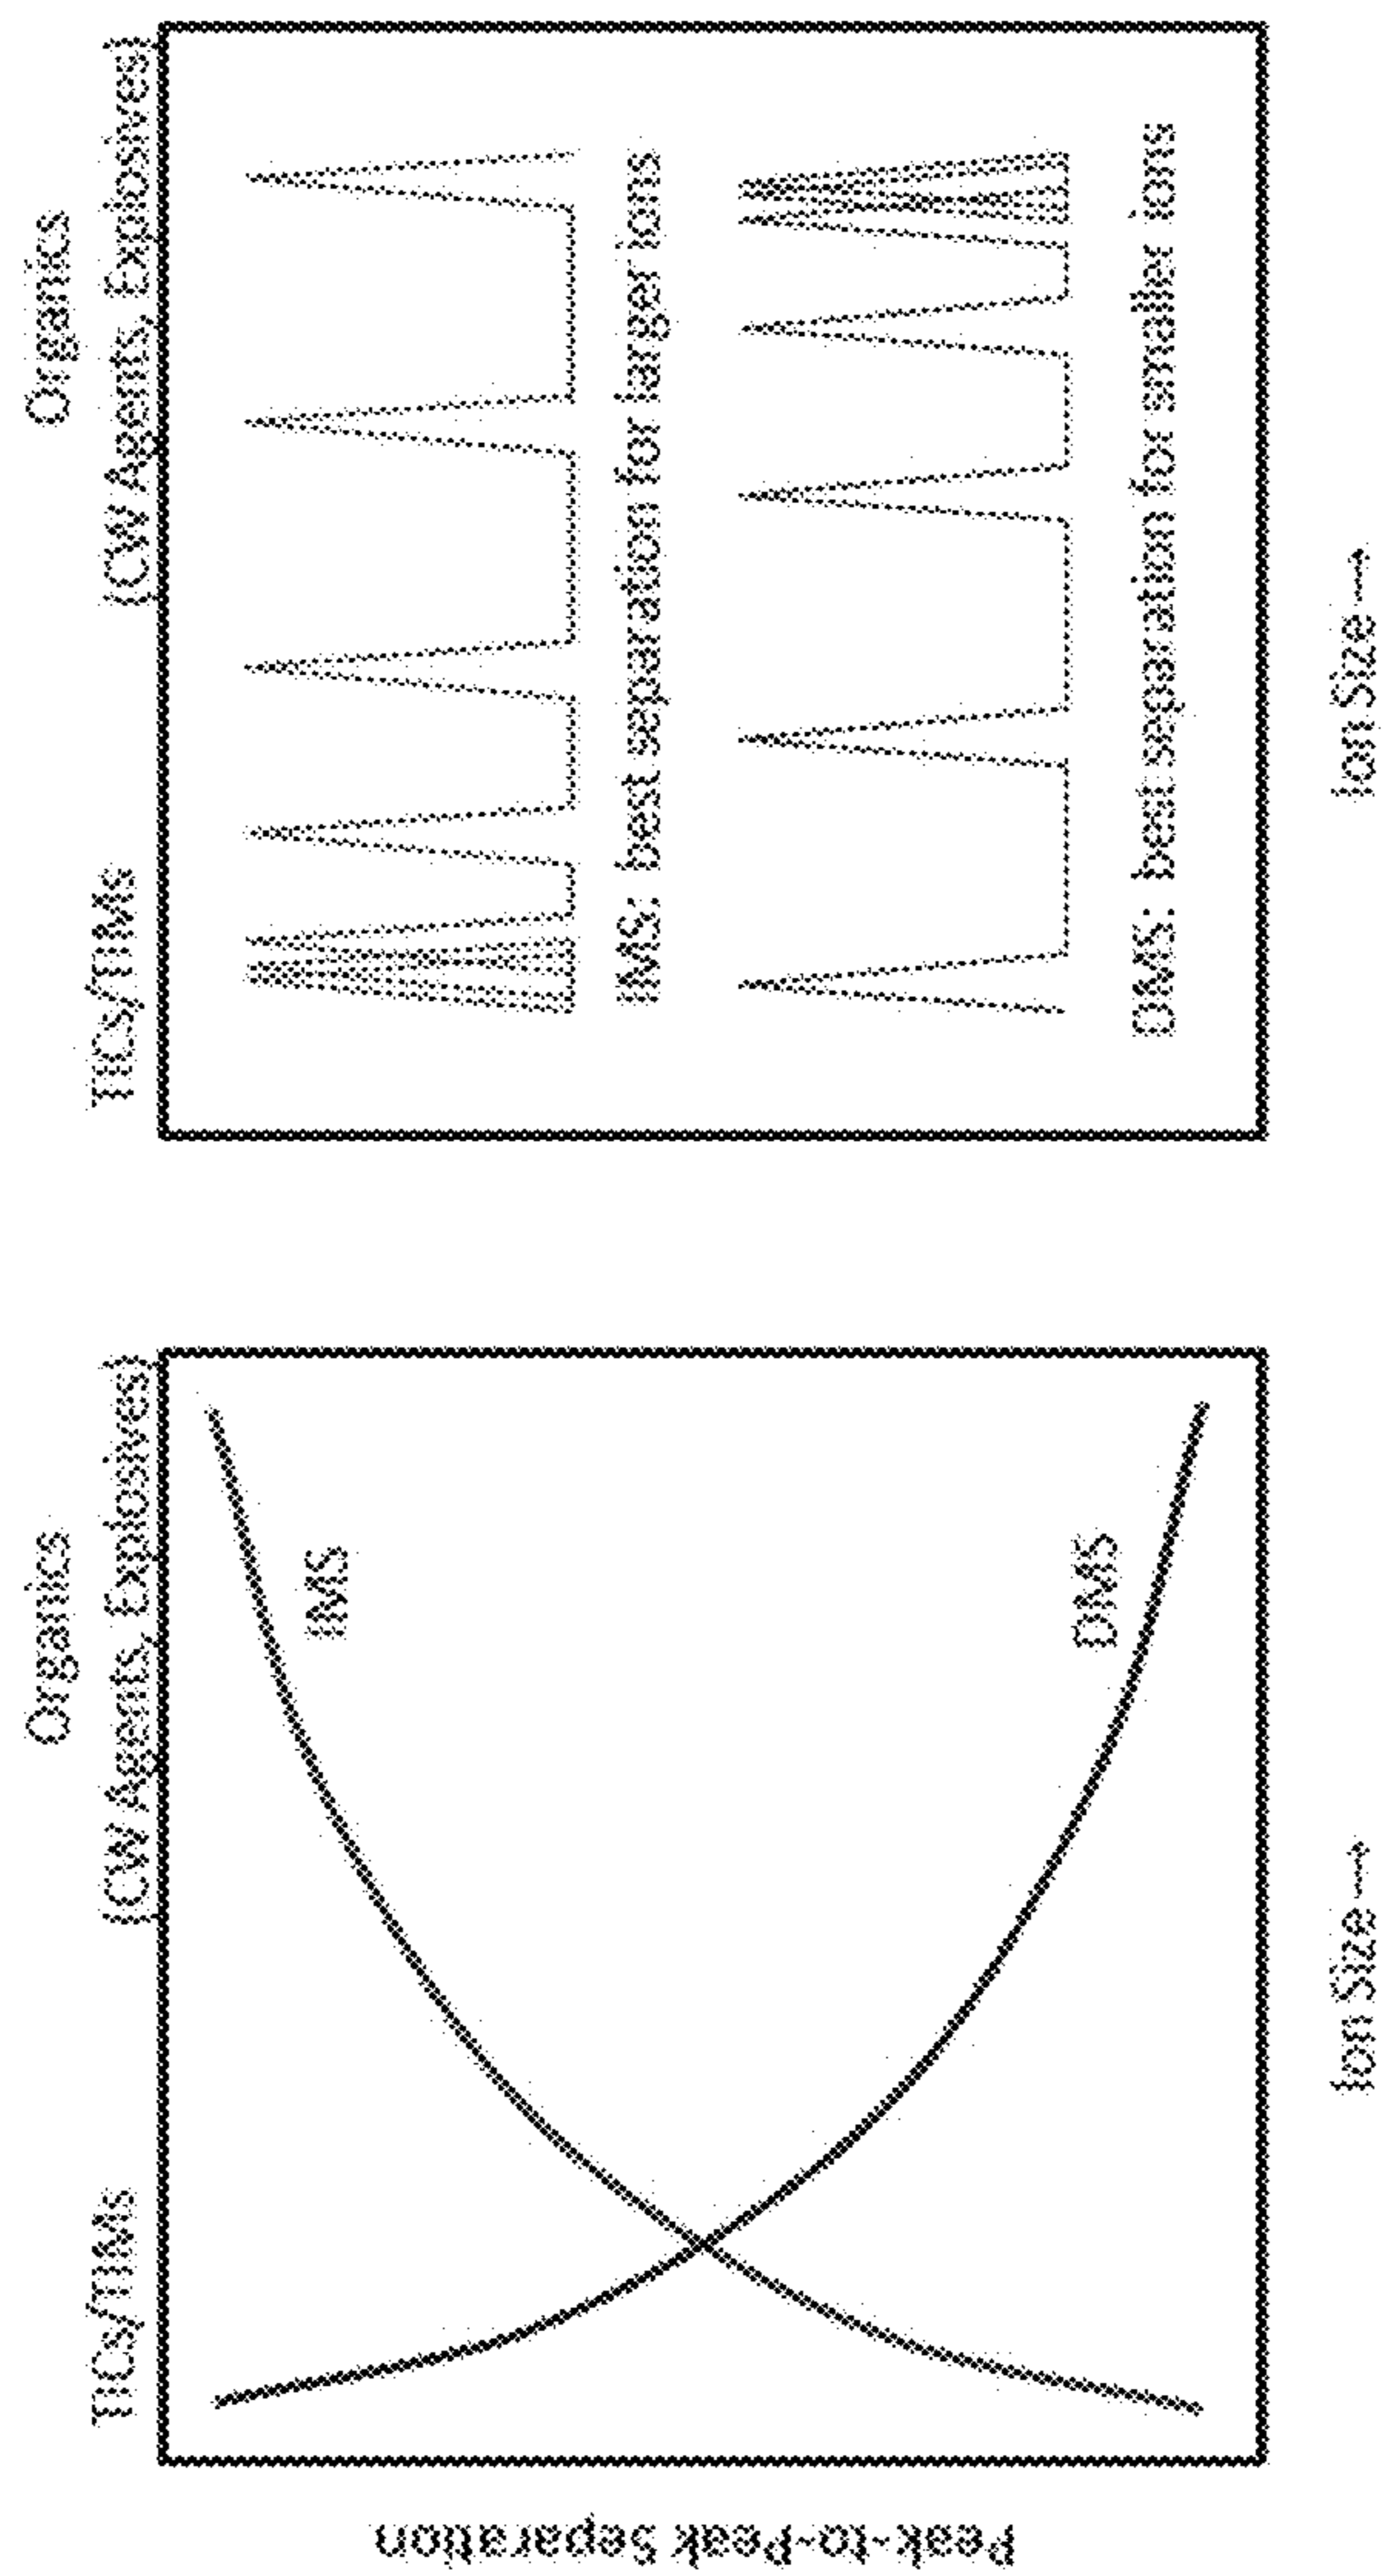 Peak-to-Peak Separation
TICs/TIMs
Organics
(CW Agents, Explosives)
IMS
DMS
Ion Size→
TICs/TIMs
Organics
(CW Agents, Explosives)
IMS: best separation for larger ions
DMS: best separation for smaller ions
Ion Size→